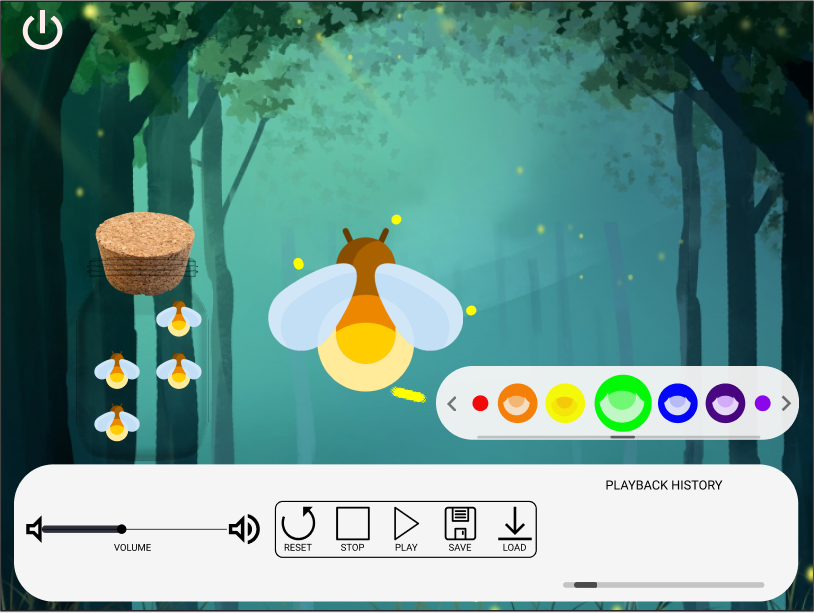 PLAYBACK HISTORY
VOLUME
RESET
STOP
PLAY
SAVE
LOAD